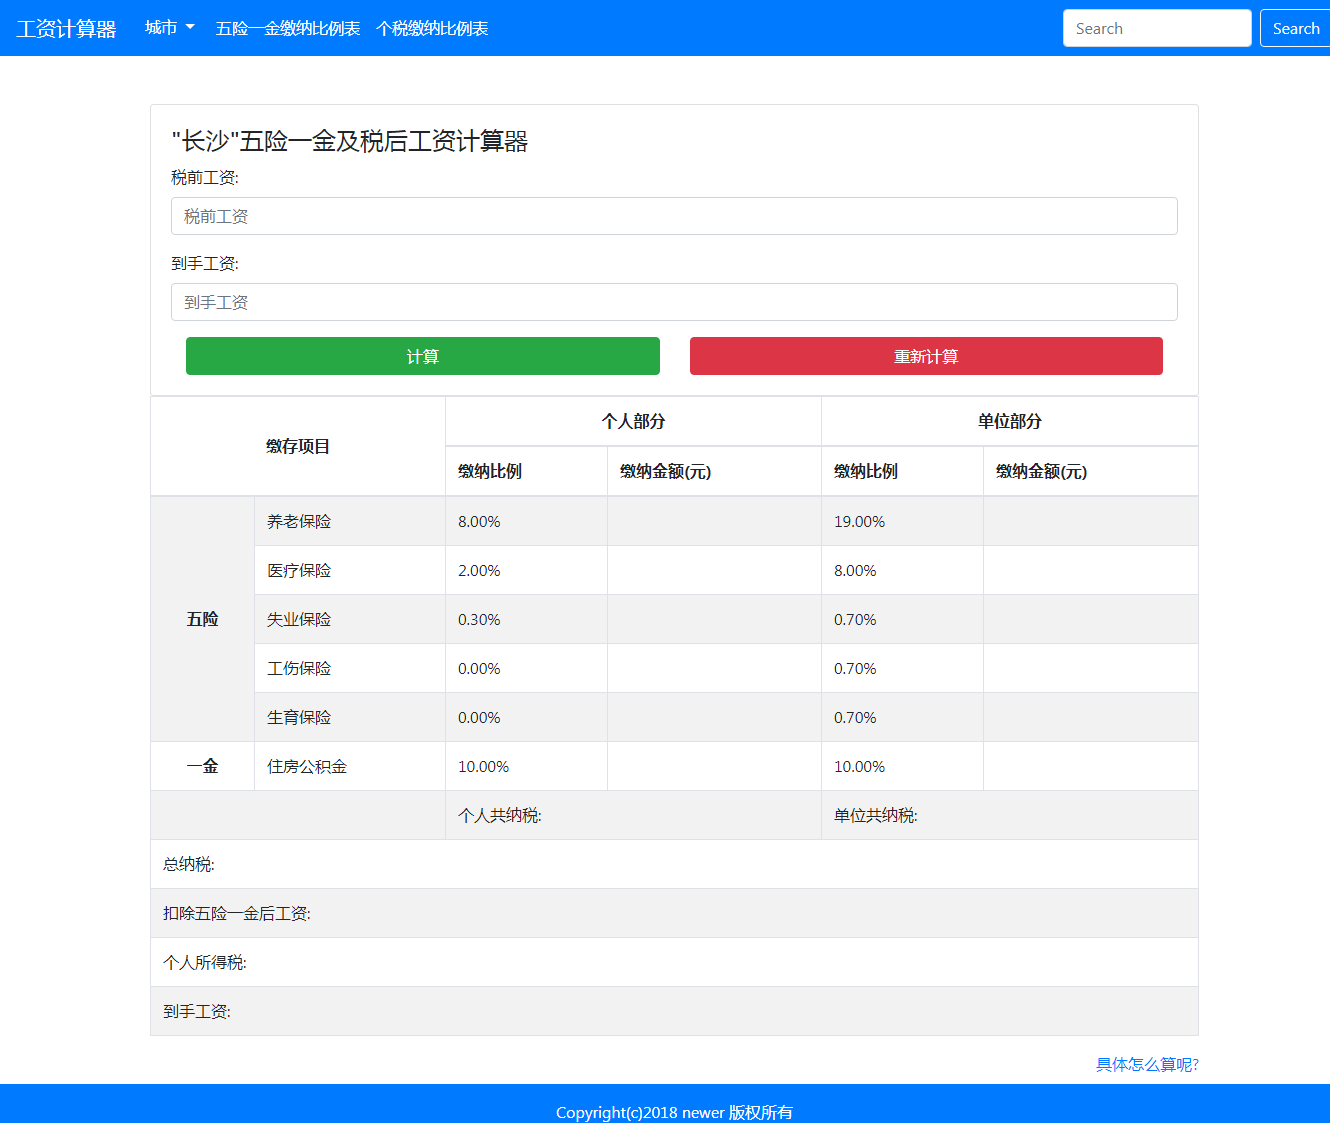 工资计算器 城市 五险一金缴纳比例表 个税缴纳比例表 Search Search
"长沙"五险一金及税后工资计算器
税前工资:
税前工资
到手工资:
到手工资
计算 重新计算
缴存项目 个人部分 单位部分
缴纳比例 缴纳金额(元) 缴纳比例 缴纳金额(元)
五险 养老保险 8.00% 19.00%
医疗保险 2.00% 8.00%
失业保险 0.30% 0.70%
工伤保险 0.00% 0.70%
生育保险 0.00% 0.70%
一金 住房公积金 10.00% 10.00%
个人共纳税: 单位共纳税:
总纳税:
扣除五险一金后工资:
个人所得税:
到手工资:
具体怎么算呢?
Copyright(c)2018 newer 版权所有